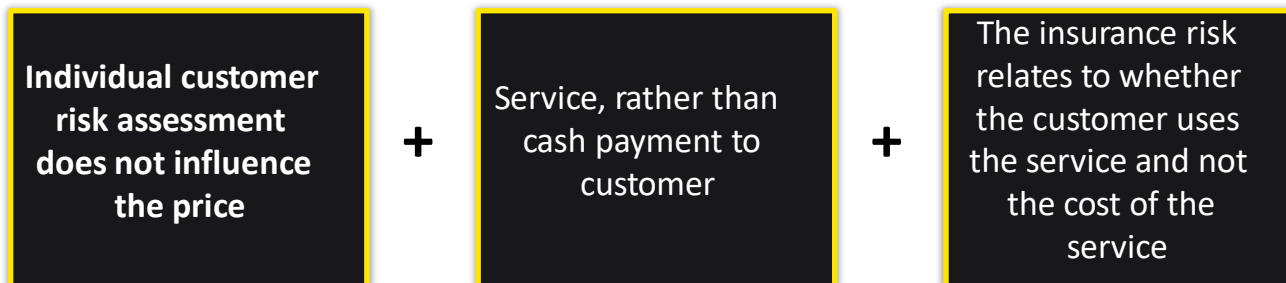 Individual customer
risk assessment
does not influence
the price
+
Service, rather than
cash payment to
customer
+
The insurance risk
relates to whether
the customer uses
the service and not
the cost of the
service